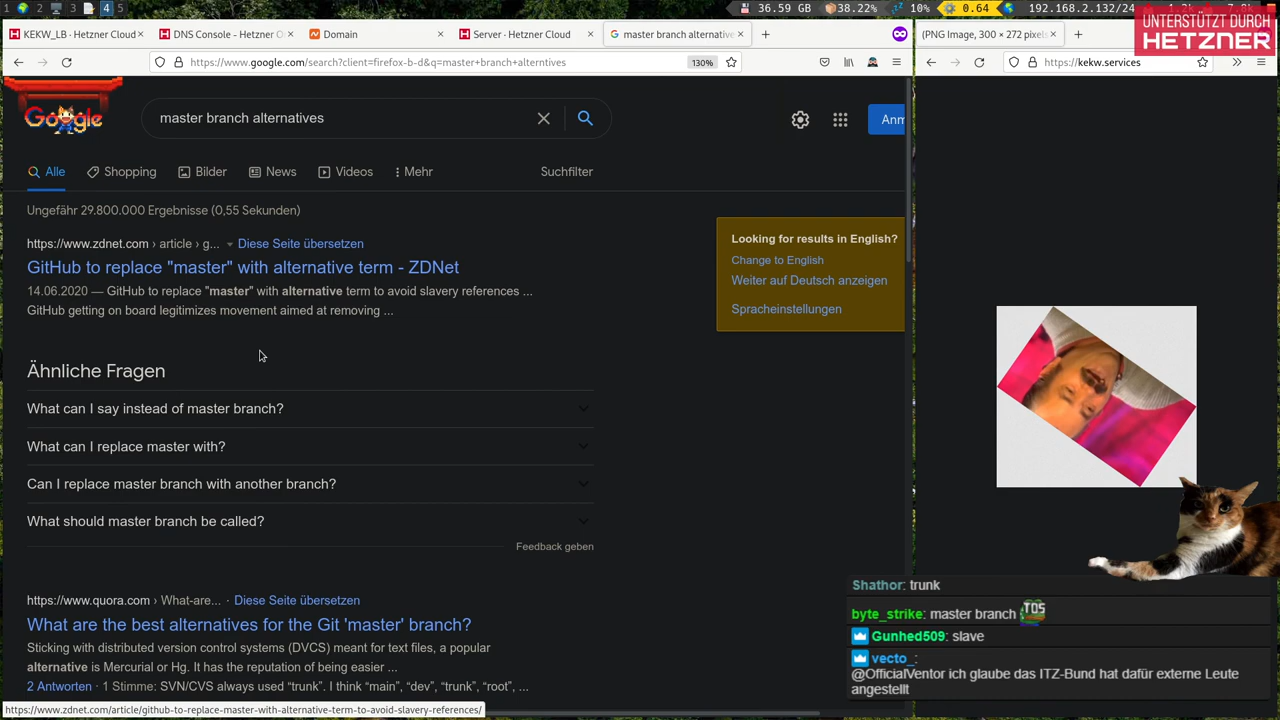 1 2 3 4 5
36.59 GB 38.22% 10% 0.64 192.168.2.132/24 1.2k 7.8k
UNTERSTÜTZT DURCH
HETZNER
KEKW_LB · Hetzner Cloud
DNS Console - Hetzner O
Domain
Server · Hetzner Cloud
master branch alternative
(PNG Image, 300 × 272 pixels
https://www.google.com/search?client=firefox-b-d&q=master+branch+alterntives
130%
https://kekw.services
Google
master branch alternatives
Anm
Alle
Shopping
Bilder
News
Videos
Mehr
Suchfilter
Ungefähr 29.800.000 Ergebnisse (0,55 Sekunden)
https://www.zdnet.com › article › g... Diese Seite übersetzen
GitHub to replace "master" with alternative term - ZDNet
14.06.2020 — GitHub to replace "master" with alternative term to avoid slavery references ...
GitHub getting on board legitimizes movement aimed at removing ...
Looking for results in English?
Change to English
Weiter auf Deutsch anzeigen
Spracheinstellungen
Ähnliche Fragen
What can I say instead of master branch?
What can I replace master with?
Can I replace master branch with another branch?
What should master branch be called?
Feedback geben
https://www.quora.com › What-are... · Diese Seite übersetzen
What are the best alternatives for the Git 'master' branch?
Sticking with distributed version control systems (DVCS) meant for text files, a popular
alternative is Mercurial or Hg. It has the reputation of being easier ...
2 Antworten · 1 Stimme: SVN/CVS always used “trunk”. I think “main”, “dev”, “trunk”, “root”, ...
https://www.zdnet.com/article/github-to-replace-master-with-alternative-term-to-avoid-slavery-references/
Shathor: trunk
byte_strike: master branch TOS
Gunhed509: slave
vecto_:
@OfficialVentor ich glaube das ITZ-Bund hat dafür externe Leute
angestellt